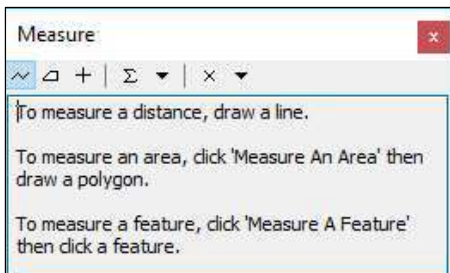 Measure
To measure a distance, draw a line.
To measure an area, click 'Measure An Area' then
draw a polygon.
To measure a feature, click 'Measure A Feature'
then click a feature.